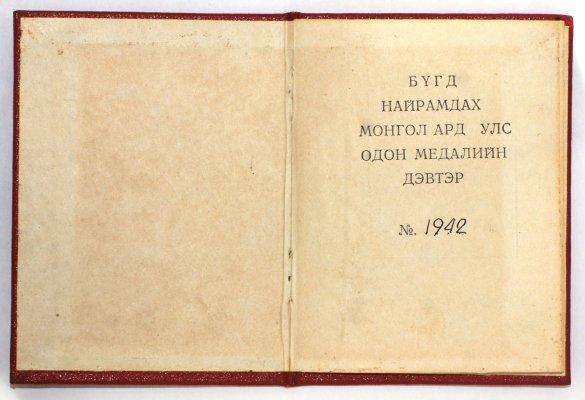 БҮГД
НАЙРАМДАХ
МОНГОЛ АРД УЛС
ОДОН МЕДАЛИЙН
ДЭВТЭР
№. 1942